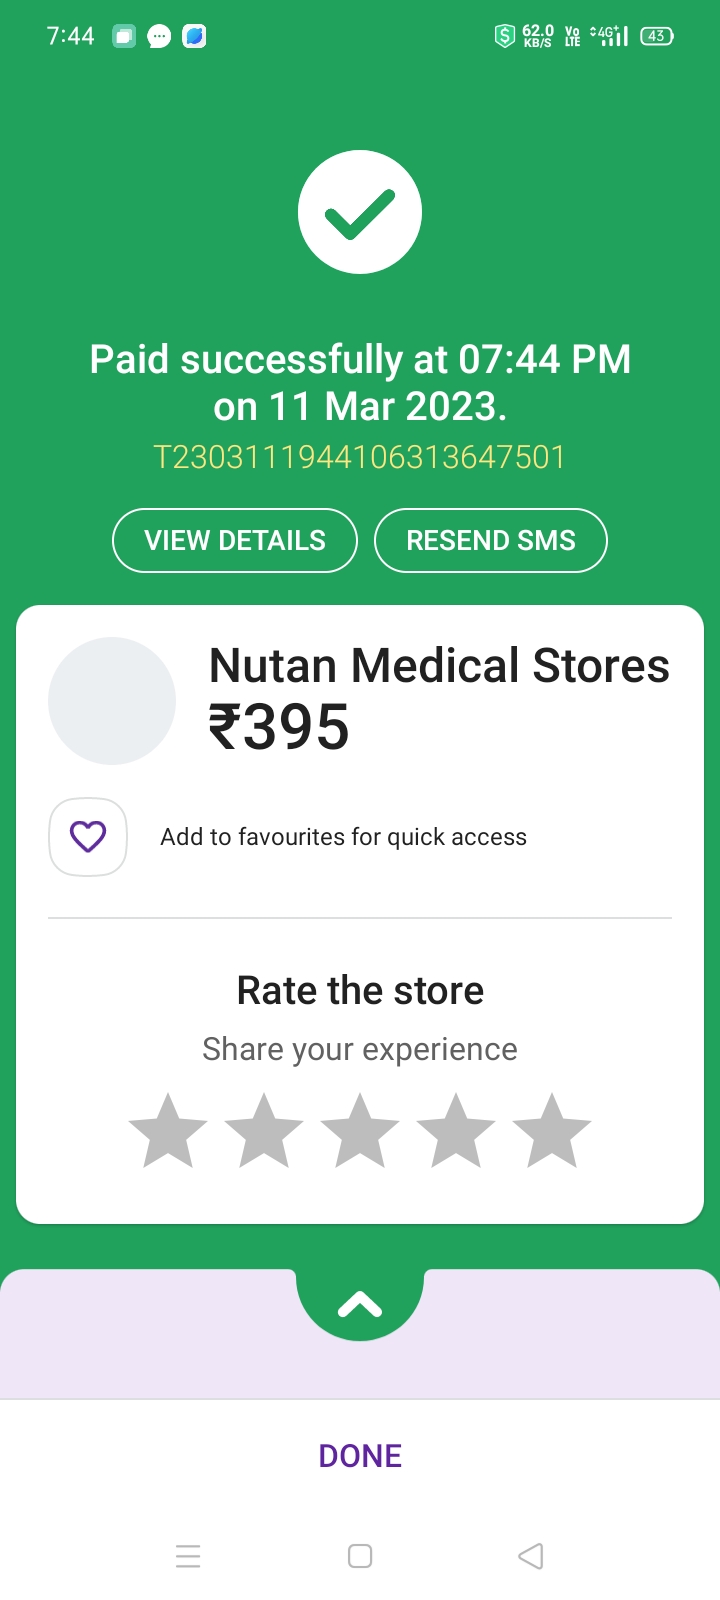 7:44
62.0
KB/S
Vo
LTE
4G+
43
Paid successfully at 07:44 PM
on 11 Mar 2023.
T2303111944106313647501
VIEW DETAILS
RESEND SMS
Nutan Medical Stores
₹395
Add to favourites for quick access
Rate the store
Share your experience
DONE